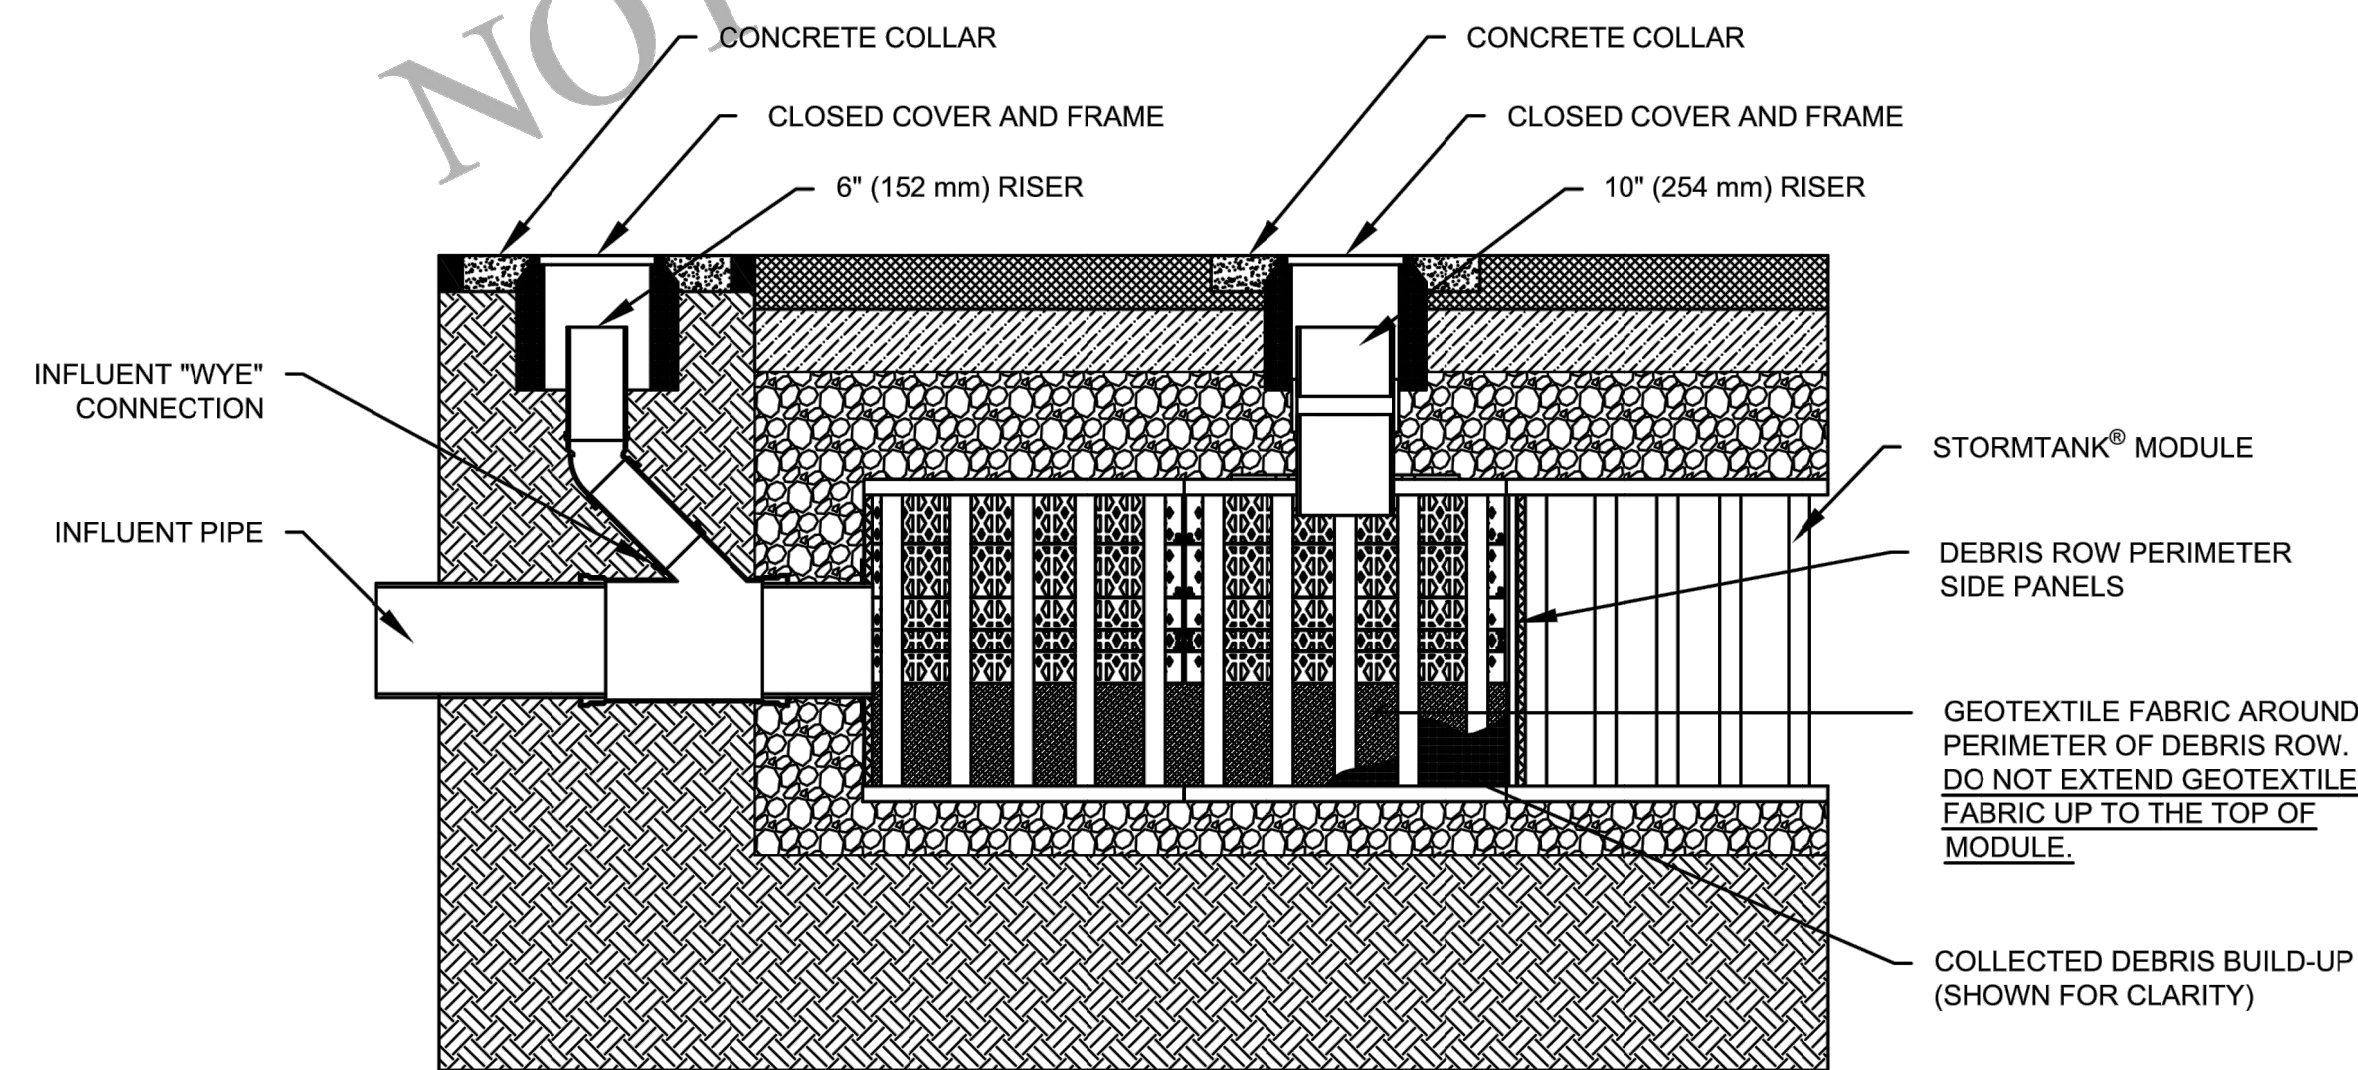 NOT
CONCRETE COLLAR
CONCRETE COLLAR
CLOSED COVER AND FRAME
CLOSED COVER AND FRAME
6" (152 mm) RISER
10" (254 mm) RISER
INFLUENT "WYE"
CONNECTION
INFLUENT PIPE
STORMTANK® MODULE
DEBRIS ROW PERIMETER
SIDE PANELS
GEOTEXTILE FABRIC AROUND
PERIMETER OF DEBRIS ROW.
DO NOT EXTEND GEOTEXTILE
FABRIC UP TO THE TOP OF
MODULE.
COLLECTED DEBRIS BUILD-UP
(SHOWN FOR CLARITY)